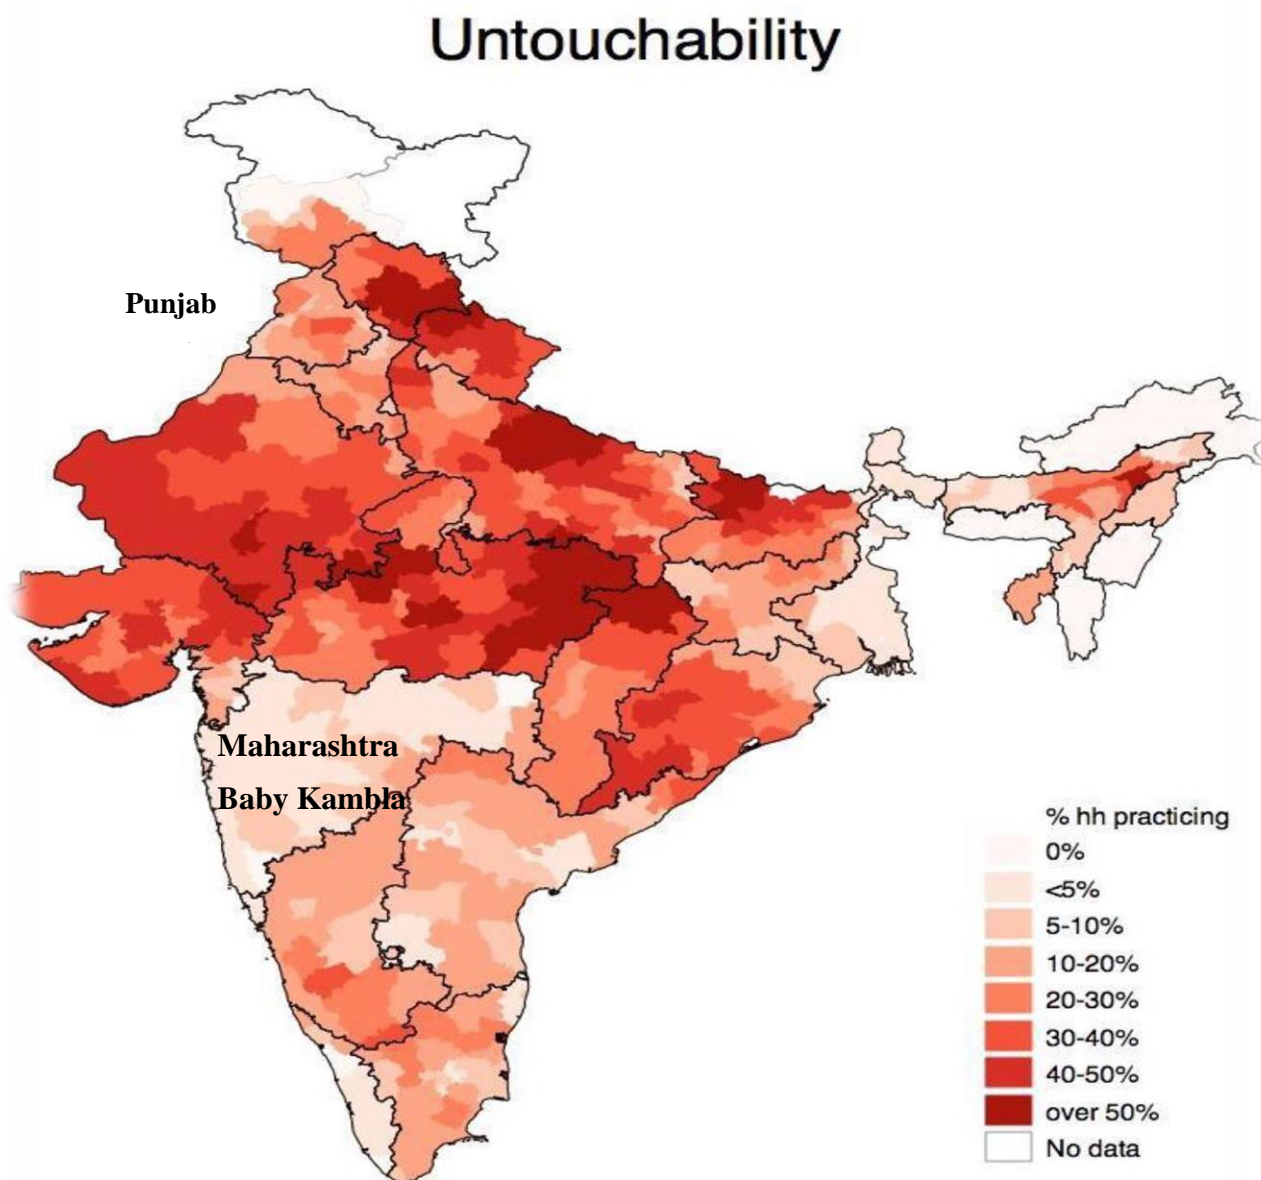 Untouchability
Punjab
Maharashtra
Baby Kambla
% hh practicing
0%
<5%
5-10%
10-20%
20-30%
30-40%
40-50%
over 50%
No data